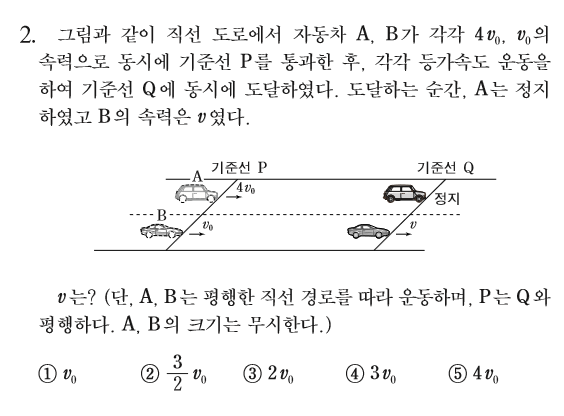 2. 그림과 같이 직선 도로에서 자동차 A, B가 각각 4v₀, v₀의
속력으로 동시에 기준선 P를 통과한 후, 각각 등가속도 운동을
하여 기준선 Q에 동시에 도달하였다. 도달하는 순간, A는 정지
하였고 B의 속력은 v였다.
기준선 P
기준선 Q
A
4v₀
정지
B
v₀
v
v는? (단, A, B는 평행한 직선 경로를 따라 운동하며, P는 Q와
평행하다. A, B의 크기는 무시한다.)
① v₀ ② 3/2 v₀ ③ 2v₀ ④ 3v₀ ⑤ 4v₀